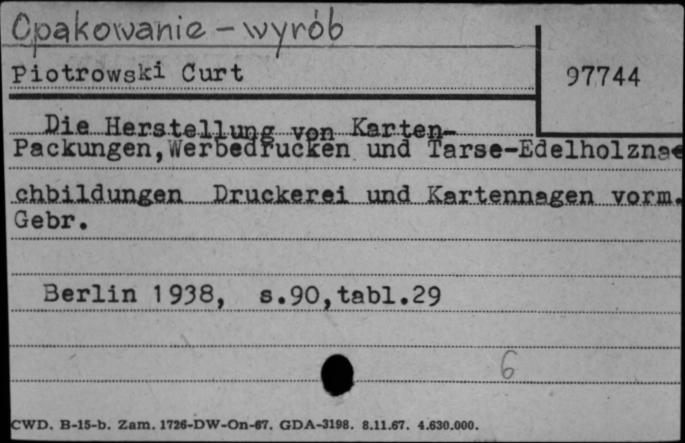 Opakowanie - wyrób
Piotrowski Curt
97744
Die Herstellung von Karten-
Packungen,Werbedrucken und Tarse-Edelholznae
chbildungen Druckerei und Kartennagen vorm.
Gebr.
Berlin 1938, s.90,tabl.29
6
CWD. B-15-b. Zam. 1726-DW-On-67. GDA-3198. 8.11.67. 4.630.000.